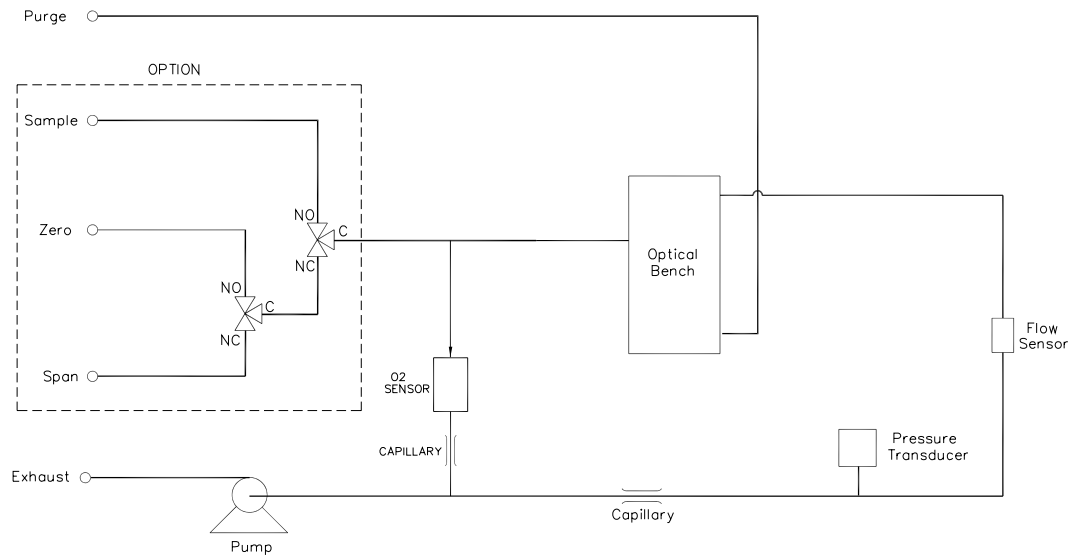 Purge
OPTION
Sample
NO
C
NC
Zero
NO
C
NC
Span
Optical
Bench
Flow
Sensor
O2
SENSOR
CAPILLARY
Pressure
Transducer
Exhaust
Capillary
Pump